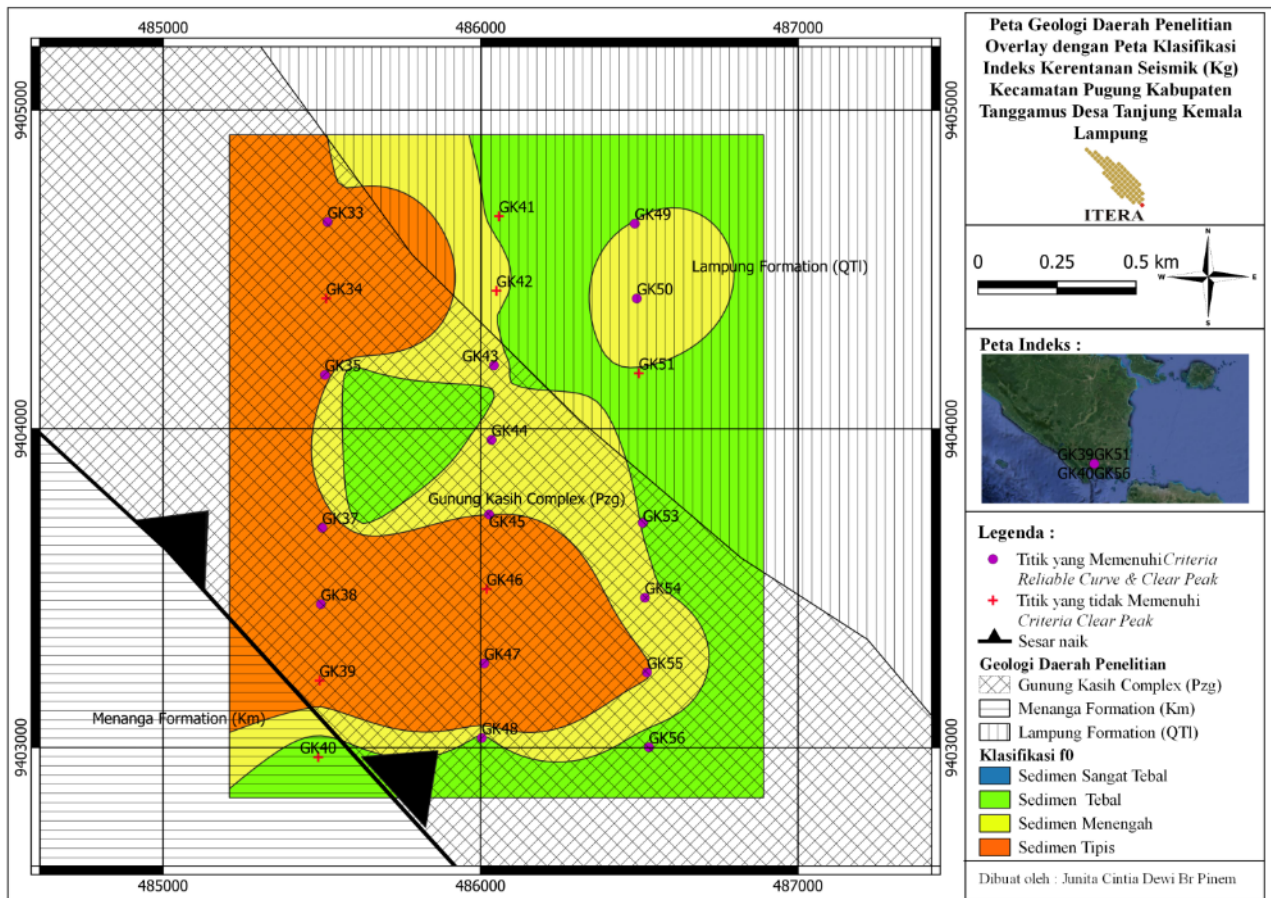 485000
486000
487000
9405000
9404000
9403000
9405000
9404000
9403000
485000
486000
487000
GK33
GK41
GK49
GK34
GK42
Lampung Formation (QTl)
GK50
GK35
GK43
GK51
GK44
Gunung Kasih Complex (Pzg)
GK37
GK45
GK53
GK38
GK46
GK54
GK39
GK47
GK55
Menanga Formation (Km)
GK40
GK48
GK56
Peta Geologi Daerah Penelitian
Overlay dengan Peta Klasifikasi
Indeks Kerentanan Seismik (Kg)
Kecamatan Pugung Kabupaten
Tanggamus Desa Tanjung Kemala
Lampung
ITERA
0 0.25 0.5 km
N
W E
S
Peta Indeks :
GK39GK51
GK40GK56
Legenda :
Titik yang Memenuhi Criteria
Reliable Curve & Clear Peak
Titik yang tidak Memenuhi
Criteria Clear Peak
Sesar naik
Geologi Daerah Penelitian
Gunung Kasih Complex (Pzg)
Menanga Formation (Km)
Lampung Formation (QTl)
Klasifikasi f0
Sedimen Sangat Tebal
Sedimen Tebal
Sedimen Menengah
Sedimen Tipis
Dibuat oleh : Junita Cintia Dewi Br Pinem